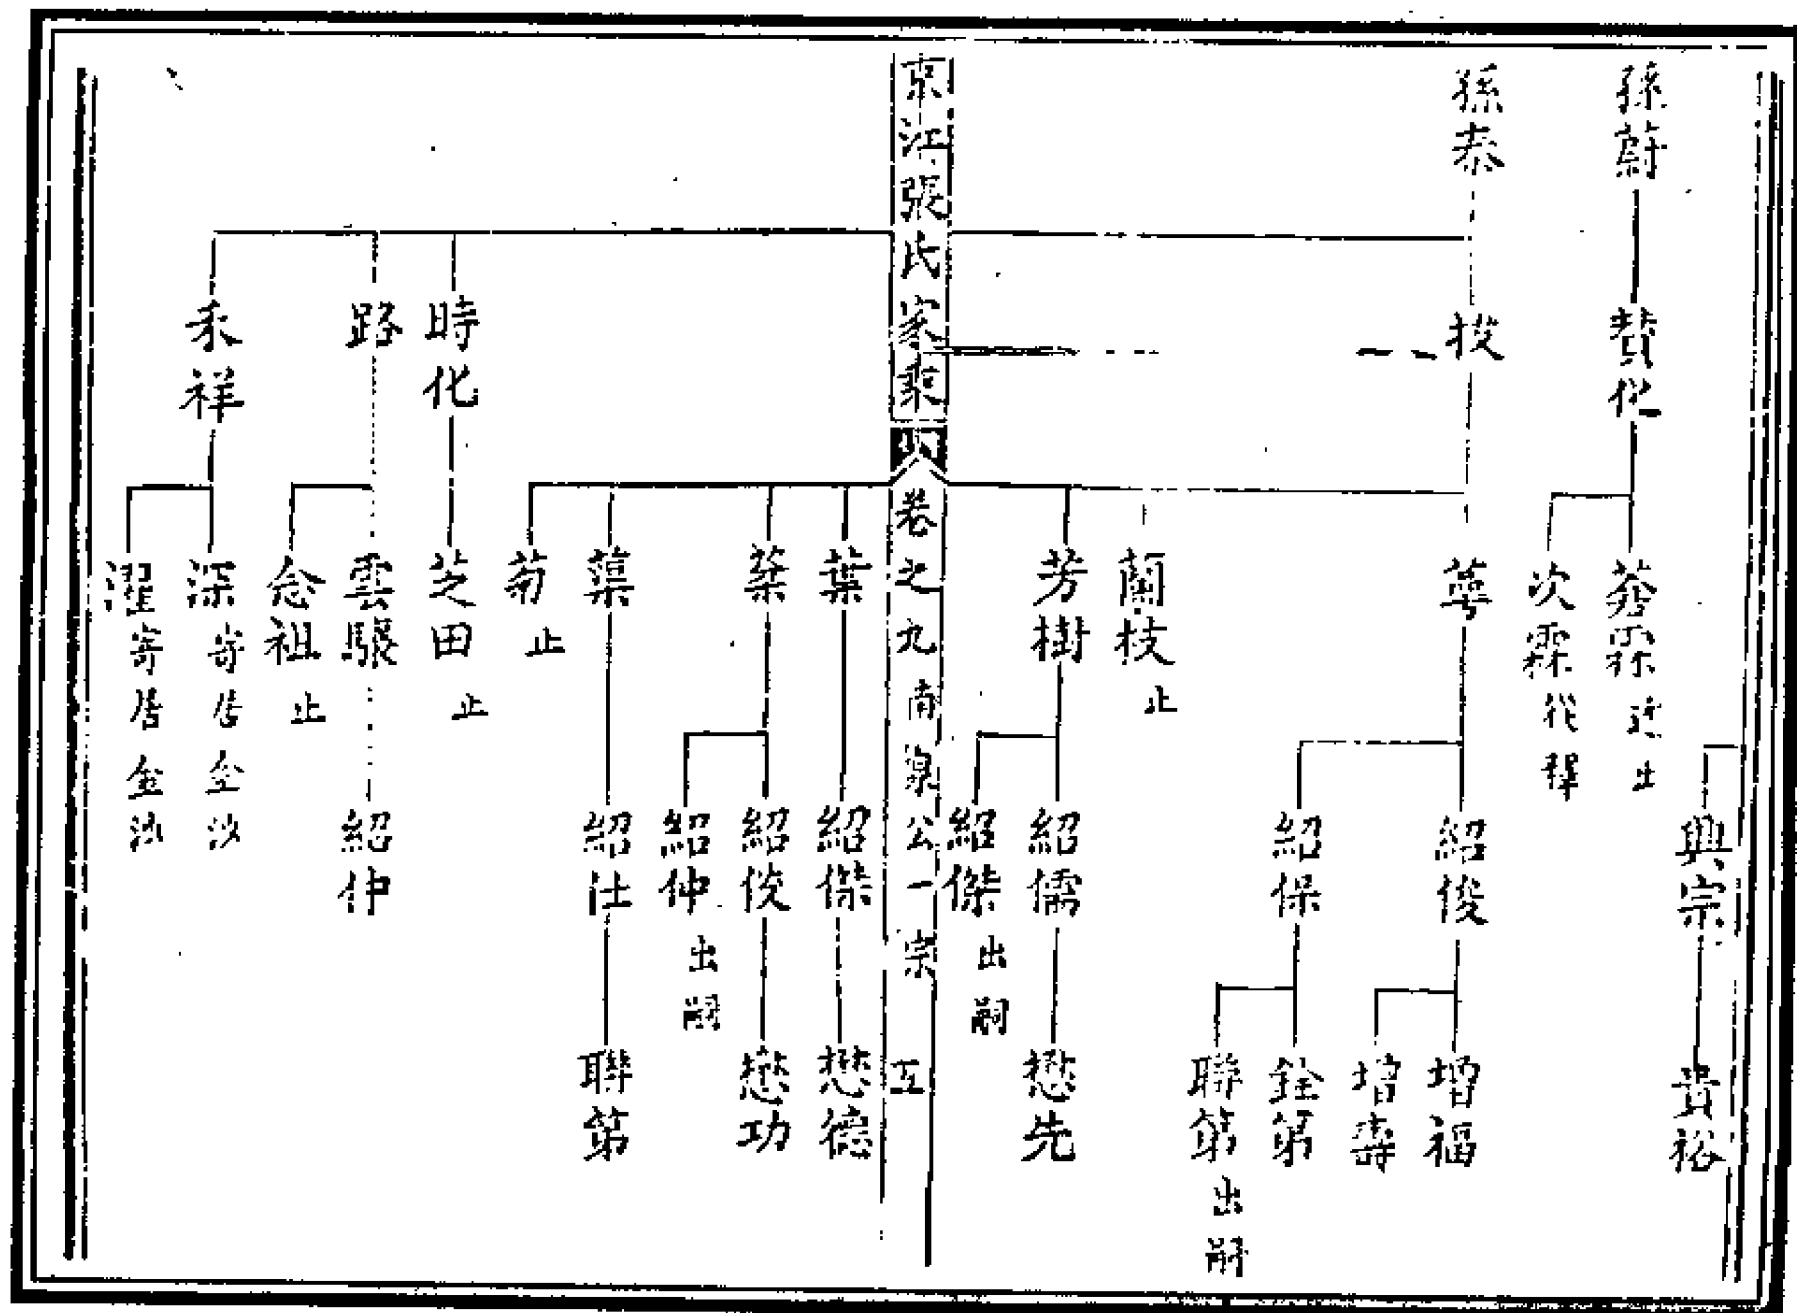 孫蔚
贊化
次霖
興宗
貴裕
孫泰
萼
紹俊
增福
增壽
紹保
銓第
聯第出嗣
蘭枝止
芳樹
紹儒
懋先
紹傑出嗣
京江張氏家乘
卷之九南泉公一宗
五
葉
紹傑
懋德
棻
紹俊
懋功
紹仲出嗣
蕖
紹仕
聯第
芴止
時化
芝田止
路
雲騄
紹仲
念祖止
禾祥
深寄居金沙
濯寄居金沙